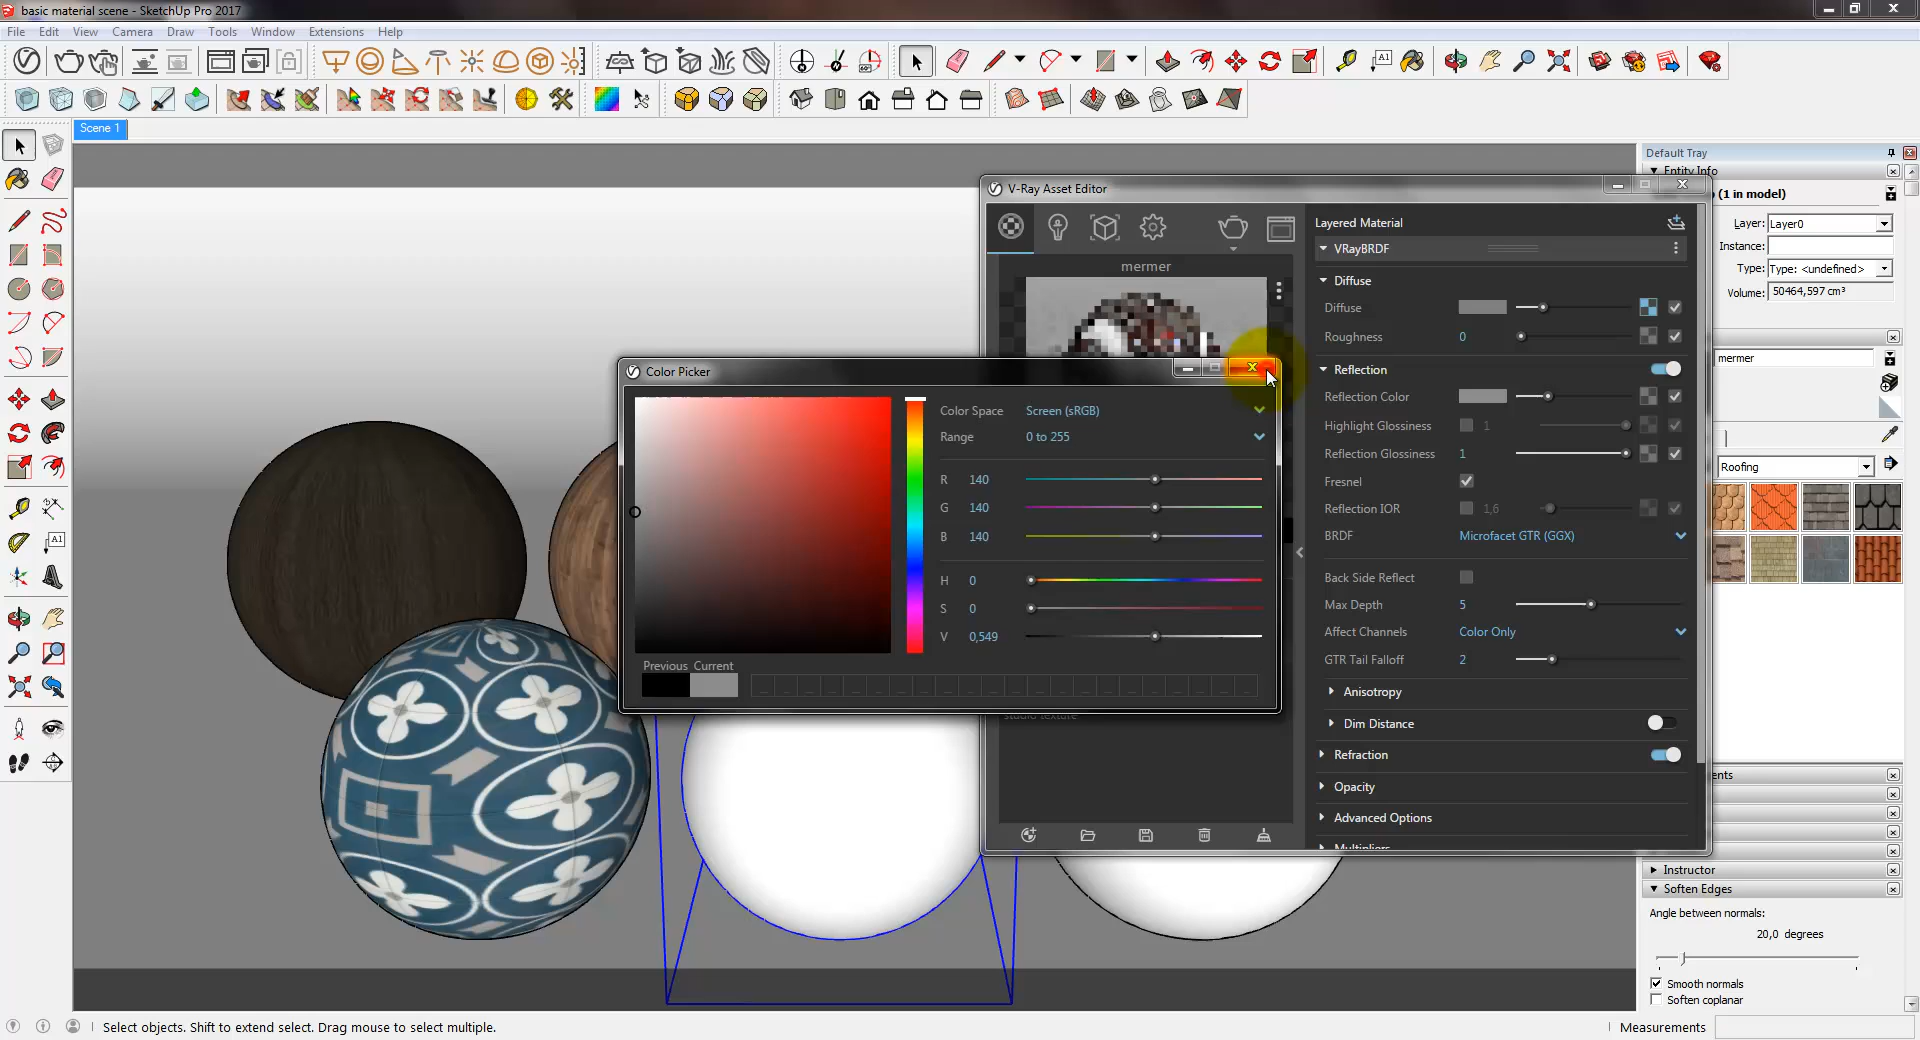 basic material scene - SketchUp Pro 2017
File Edit View Camera Draw Tools Window Extensions Help
Scene 1
Default Tray
Entity Info
(1 in model)
Layer: Layer0
Instance:
Type: Type: <undefined>
Volume: 50464,597 cm³
mermer
Roofing
V-Ray Asset Editor
mermer
Layered Material
VRayBRDF
Diffuse
Diffuse
Roughness 0
Reflection
Reflection Color
Highlight Glossiness 1
Reflection Glossiness 1
Fresnel
Reflection IOR 1,6
BRDF Microfacet GTR (GGX)
Back Side Reflect
Max Depth 5
Affect Channels Color Only
GTR Tail Falloff 2
Anisotropy
Dim Distance
Refraction
Opacity
Advanced Options
Multipliers
Color Picker
Color Space Screen (sRGB)
Range 0 to 255
R 140
G 140
B 140
H 0
S 0
V 0,549
Previous Current
studio texture
A1
A1
ents
Instructor
Soften Edges
Angle between normals:
20,0 degrees
Smooth normals
Soften coplanar
Select objects. Shift to extend select. Drag mouse to select multiple.
Measurements